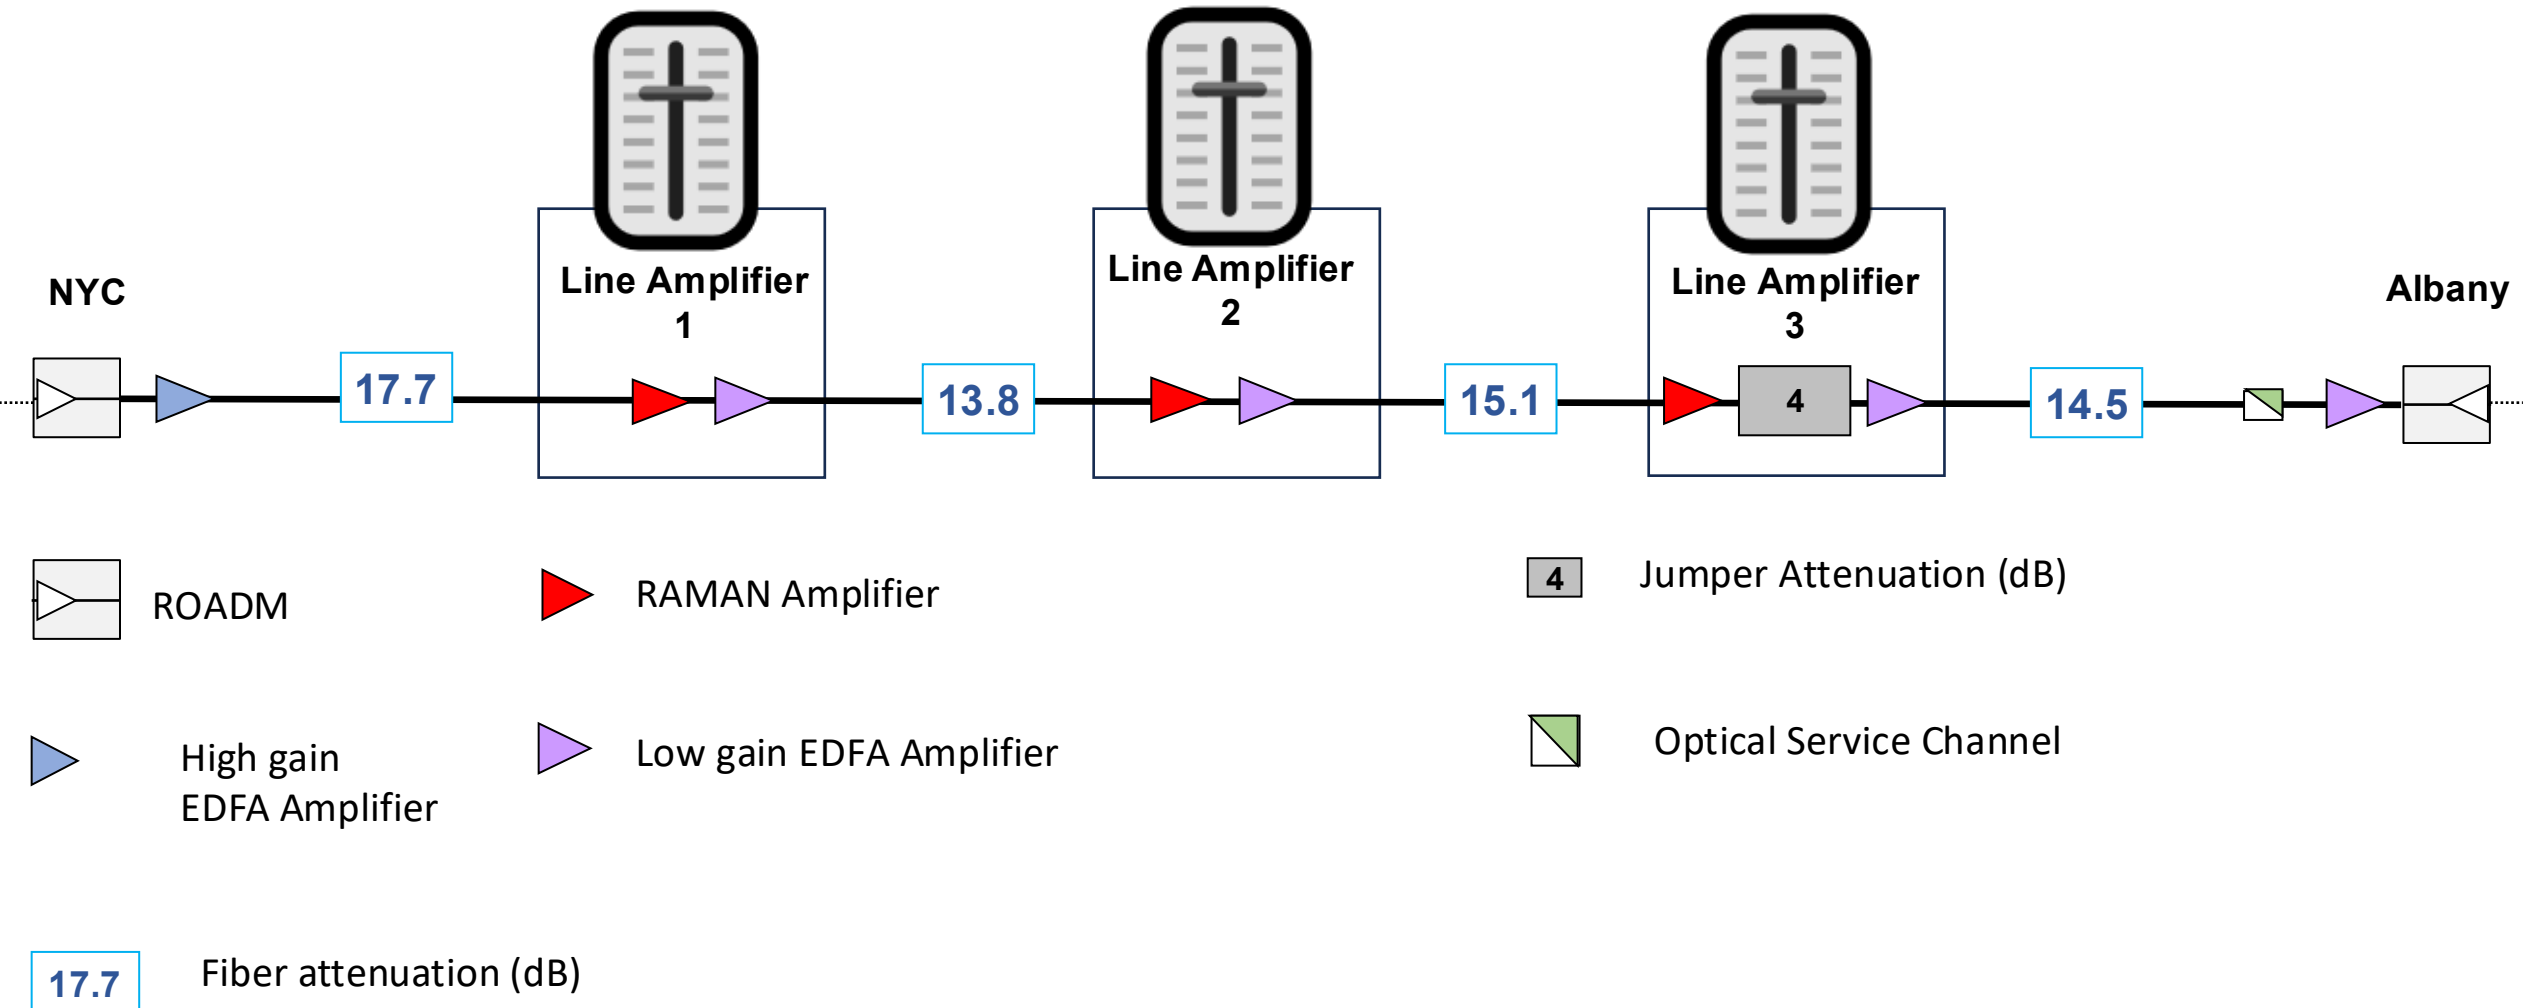 Line Amplifier
1
Line Amplifier
2
Line Amplifier
3
NYC
Albany
17.7
13.8
15.1
4
14.5
ROADM
RAMAN Amplifier
4
Jumper Attenuation (dB)
High gain
EDFA Amplifier
Low gain EDFA Amplifier
Optical Service Channel
17.7
Fiber attenuation (dB)